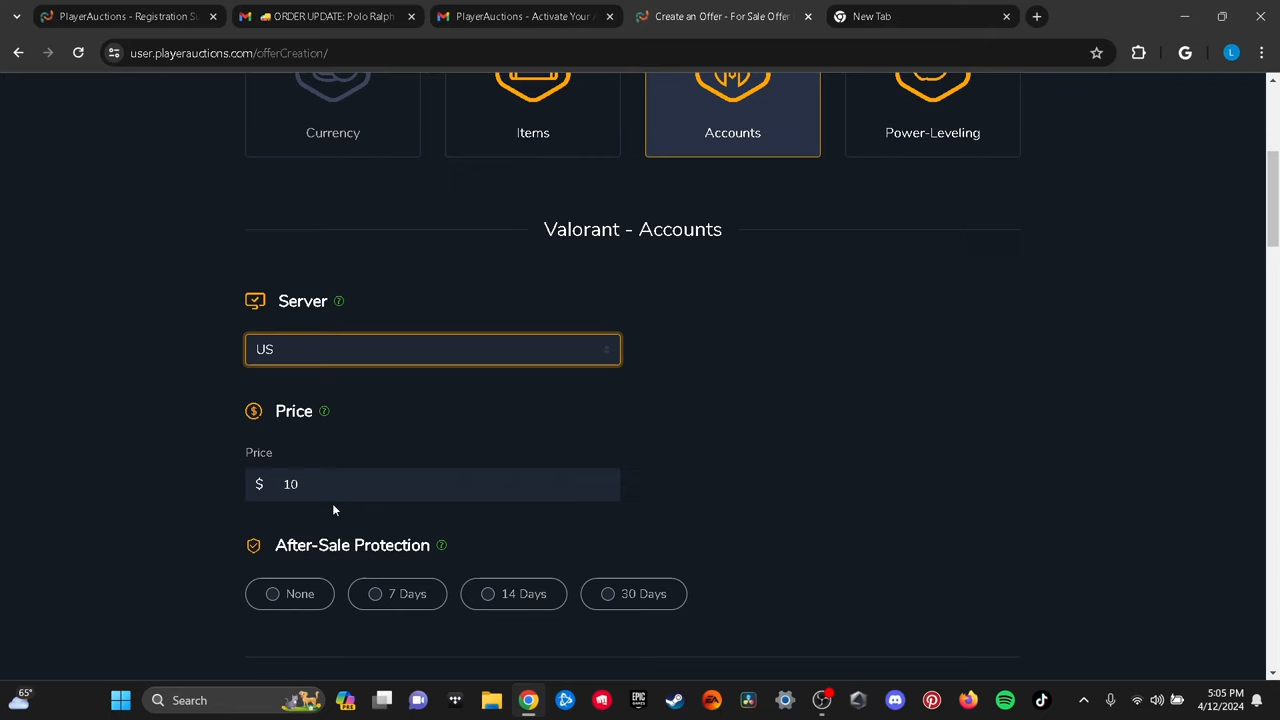 PlayerAuctions - Registration Su
ORDER UPDATE: Polo Ralph
PlayerAuctions - Activate Your A
Create an Offer - For Sale Offer
New Tab
user.playerauctions.com/offerCreation/
G
L
Currency
Items
Accounts
Power-Leveling
Valorant - Accounts
Server ?
US
Price ?
Price
$ 10
After-Sale Protection ?
None
7 Days
14 Days
30 Days
65°
Search
5:05 PM
4/12/2024